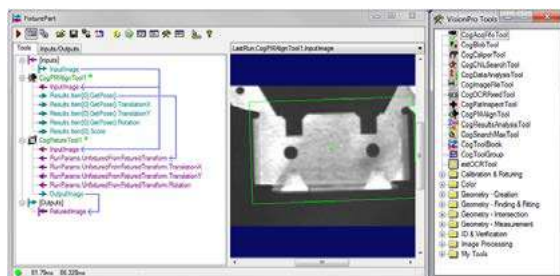 FixturePart
Tools
Inputs/Outputs
[Inputs]
InputImage
CogPMAlignTool1
InputImage
Results.Item[0].GetPose().TranslationX
Results.Item[0].GetPose().TranslationY
Results.Item[0].GetPose().Rotation
Results.Item[0].Score
CogFixtureTool1
InputImage
RunParams.UnfixturedFromFixturedTransform
RunParams.UnfixturedFromFixturedTransform.TranslationX
RunParams.UnfixturedFromFixturedTransform.TranslationY
RunParams.UnfixturedFromFixturedTransform.Rotation
OutputImage
[Outputs]
FixturedImage
LastRun.CogPMAlignTool1.InputImage
VisionPro Tools
CogAcqFifoTool
CogBlobTool
CogCaliperTool
CogCNLSearchTool
CogDataAnalysisTool
CogImageFileTool
CogPatInspectTool
CogPMAlignTool
CogResultsAnalysisTool
CogSearchMaxTool
CogToolBlock
CogToolGroup
Calibration & Fixturing
Color
Geometry - Creation
Geometry - Finding & Fitting
Geometry - Intersection
Geometry - Measurement
ID & Verification
Image Processing
My Tools